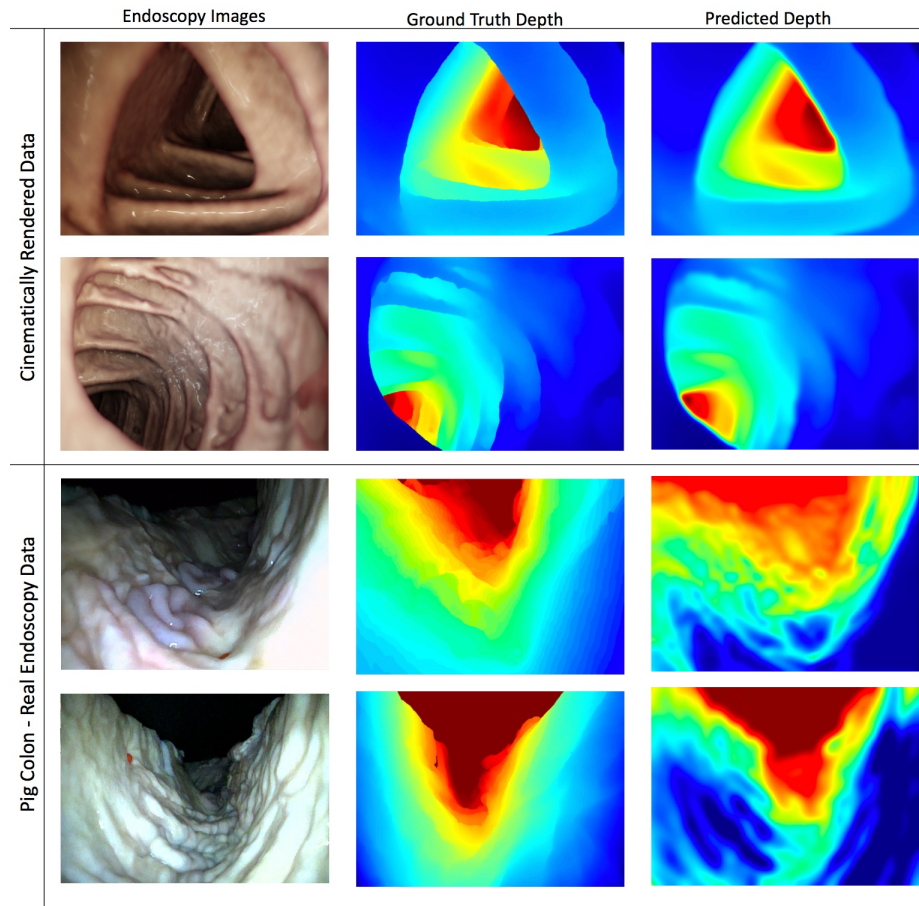 Endoscopy Images
Ground Truth Depth
Predicted Depth
Cinematically Rendered Data
Pig Colon - Real Endoscopy Data